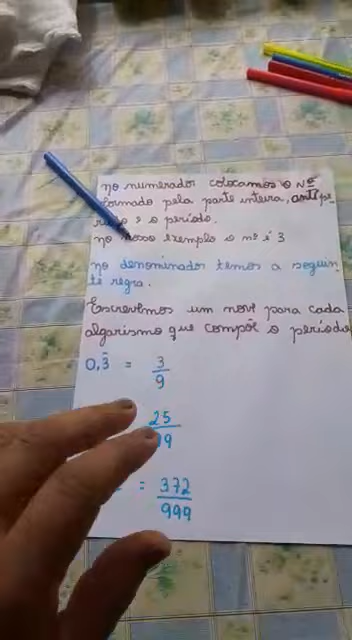 no numerador colocamos o Nº
formado pela parte inteira, antipe-
ríodo e o período.
no nosso exemplo o nº é 3
no denominador temos a seguin-
te regra.
Escrevemos um nove para cada
algarismo que compõe o período
0,3̄ = 3/9
25
= 372/999